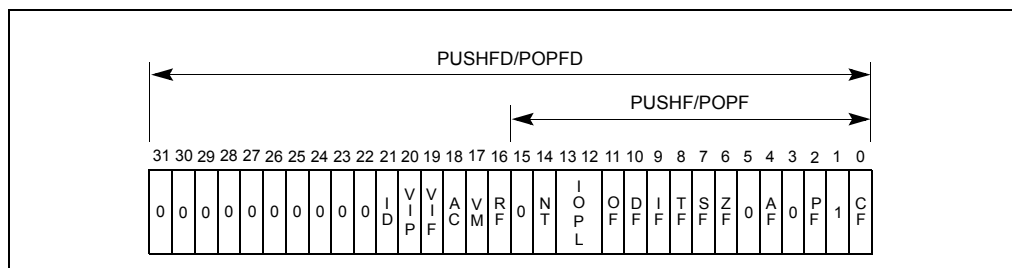 PUSHFD/POPFD
PUSHF/POPF
31 30 29 28 27 26 25 24 23 22 21 20 19 18 17 16 15 14 13 12 11 10 9 8 7 6 5 4 3 2 1 0
0 0 0 0 0 0 0 0 0 0 ID VIP VIF AC VM RF 0 NT IOPL OF DF IF TF SF ZF 0 AF 0 PF 1 CF